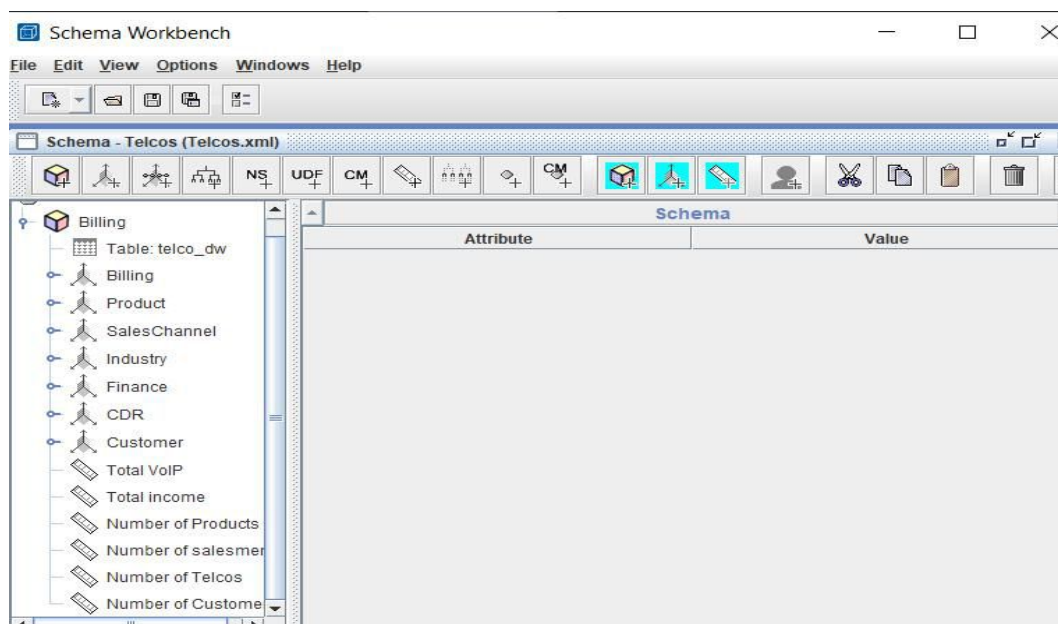 Schema Workbench
File Edit View Options Windows Help
Schema - Telcos (Telcos.xml)
NS UDF CM CM
Schema
Attribute Value
Billing
Table: telco_dw
Billing
Product
SalesChannel
Industry
Finance
CDR
Customer
Total VoIP
Total income
Number of Products
Number of salesmer
Number of Telcos
Number of Custome